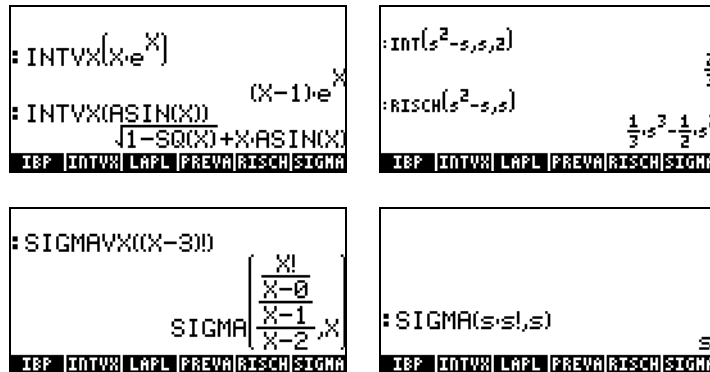 : INTVX(X·e^X)
(X-1)·e^X
: INTVX(ASIN(X))
√1-SQ(X)+X·ASIN(X)
IBP INTVX LAPL PREVA RISCH SIGMA
:INT(s²-s,s,2)
2
:RISCH(s²-s,s)
1/3·s³-1/2·s
IBP INTVX LAPL PREVA RISCH SIGMA
:SIGMAVX((X-3)!)
X!
X-0
X-1
SIGMA( X-2 ,X)
IBP INTVX LAPL PREVA RISCH SIGMA
:SIGMA(s·s!,s)
s
IBP INTVX LAPL PREVA RISCH SIGMA